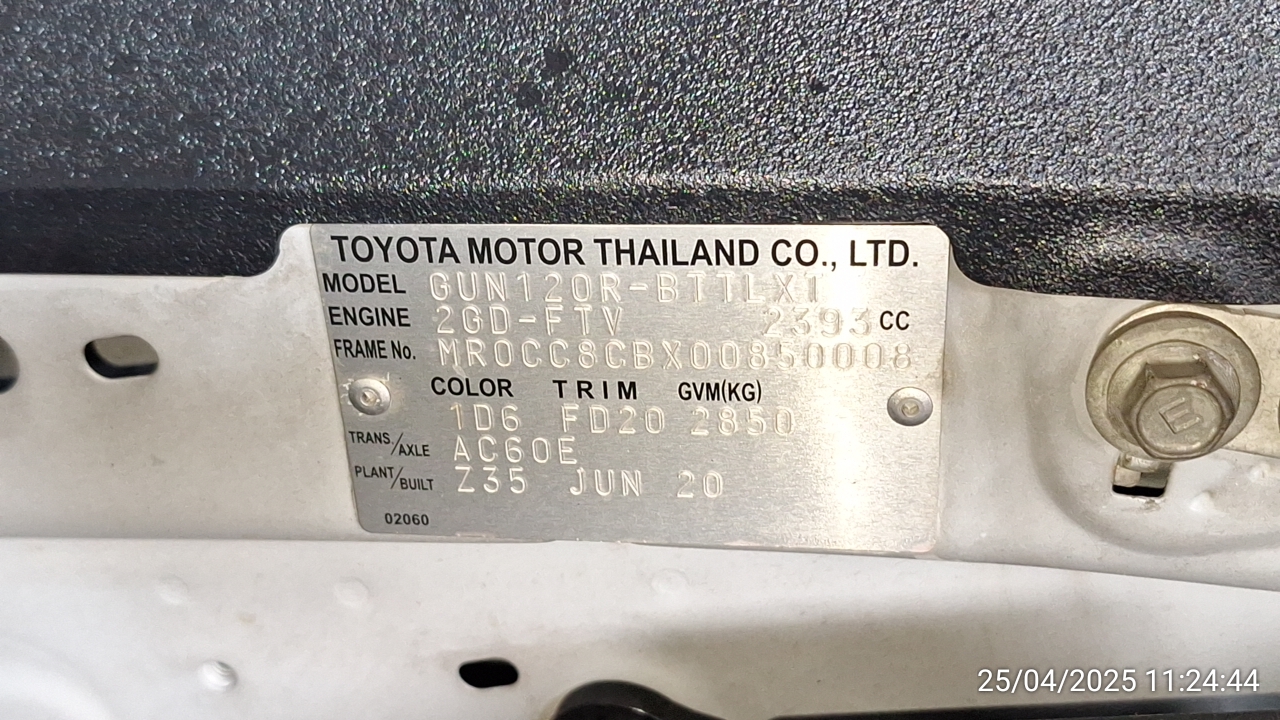 TOYOTA MOTOR THAILAND CO., LTD.
MODEL GUN120R-BTTLXT
ENGINE 2GD-FTV 2393 CC
FRAME No. MR0CC8CBX00850008
COLOR TRIM GVM(KG)
1D6 FD20 2850
TRANS./AXLE AC60E
PLANT/BUILT Z35 JUN 20
02060
E
25/04/2025 11:24:44